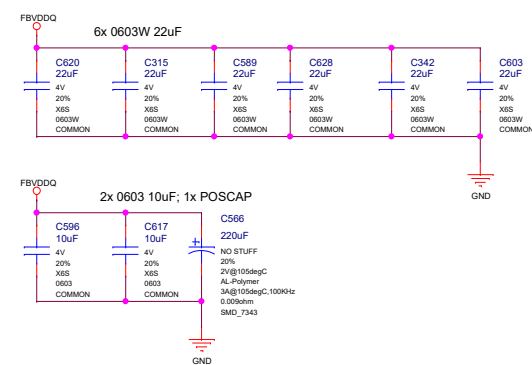 FBVDDQ
6x 0603W 22uF
C620
22uF
4V
20%
X6S
0603W
COMMON
C315
22uF
4V
20%
X6S
0603W
COMMON
C589
22uF
4V
20%
X6S
0603W
COMMON
C628
22uF
4V
20%
X6S
0603W
COMMON
C342
22uF
4V
20%
X6S
0603W
COMMON
C603
22uF
4V
20%
X6S
0603W
COMMON
GND
FBVDDQ
2x 0603 10uF; 1x POSCAP
C596
10uF
4V
20%
X6S
0603
COMMON
C617
10uF
4V
20%
X6S
0603
COMMON
C566
220uF
NO STUFF
20%
2V@105degC
AL-Polymer
3A@105degC,100KHz
0.009ohm
SMD_7343
GND